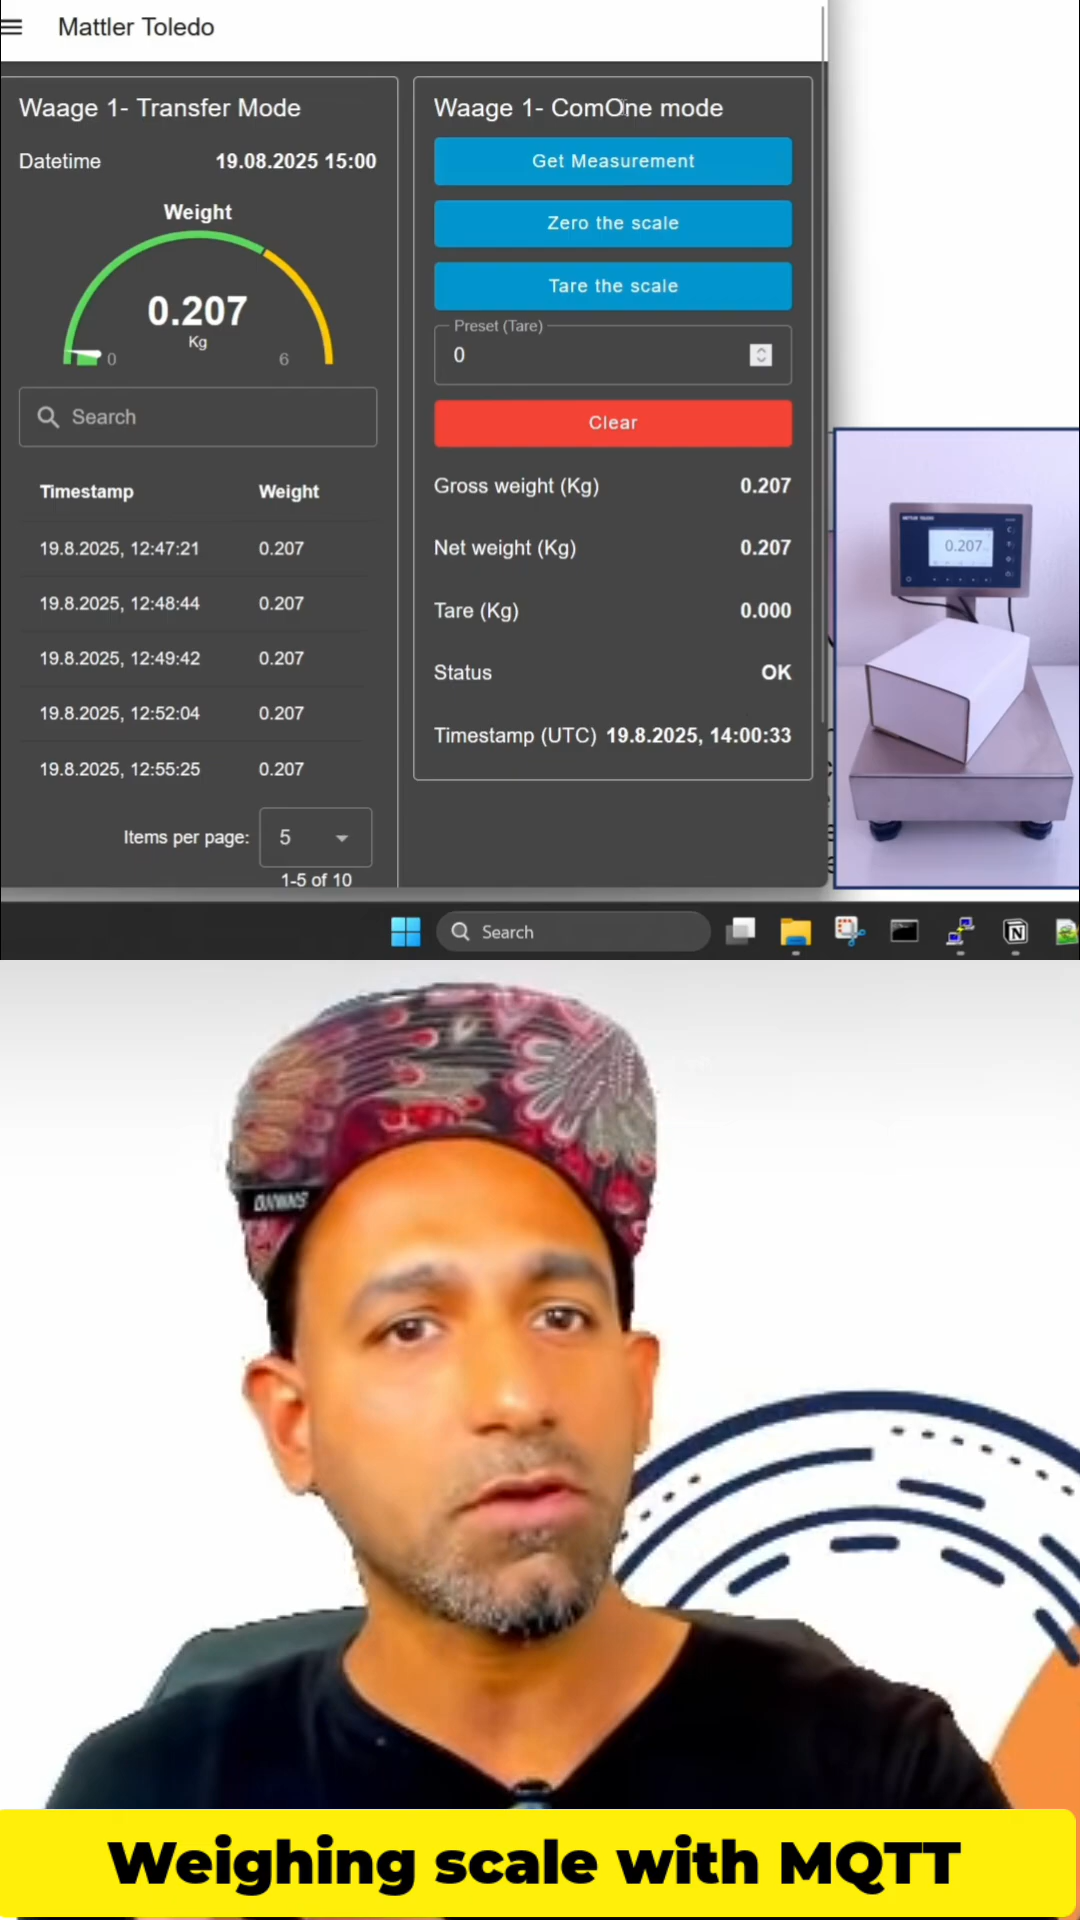 Mattler Toledo
Waage 1- Transfer Mode
Datetime 19.08.2025 15:00
Weight
0.207
Kg
0 6
Search
Timestamp Weight
19.8.2025, 12:47:21 0.207
19.8.2025, 12:48:44 0.207
19.8.2025, 12:49:42 0.207
19.8.2025, 12:52:04 0.207
19.8.2025, 12:55:25 0.207
Items per page: 5
1-5 of 10
Waage 1- ComOne mode
Get Measurement
Zero the scale
Tare the scale
Preset (Tare)
0
Clear
Gross weight (Kg) 0.207
Net weight (Kg) 0.207
Tare (Kg) 0.000
Status OK
Timestamp (UTC) 19.8.2025, 14:00:33
METTLER TOLEDO
0.207
Search
Weighing scale with MQTT